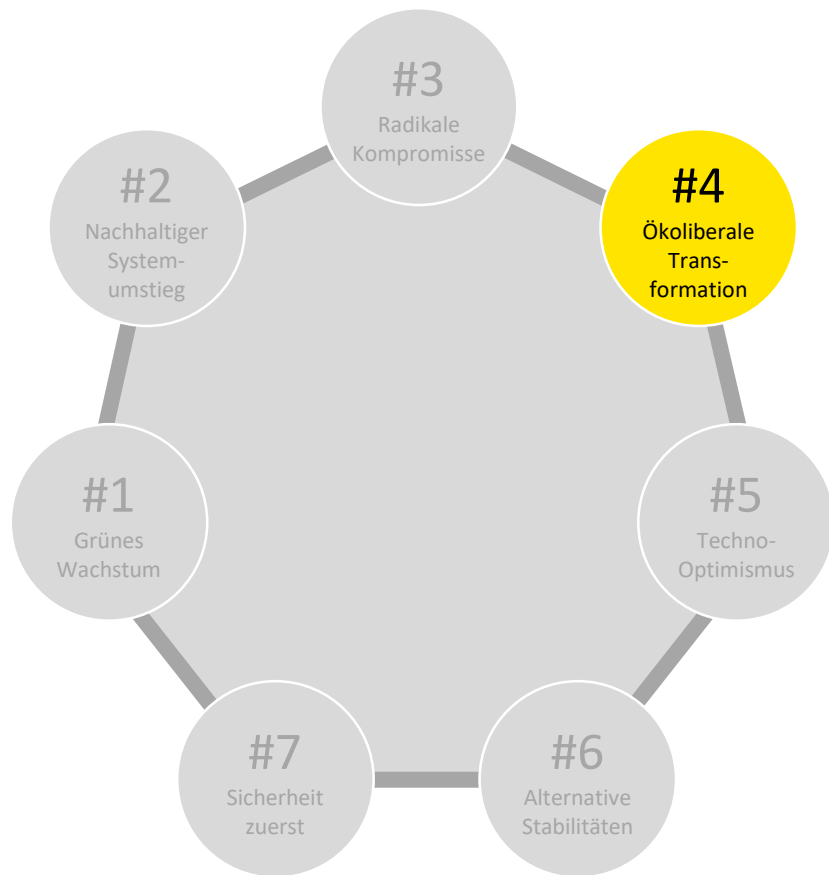 #3
Radikale
Kompromisse
#2
Nachhaltiger
System-
umstieg
#4
Ökoliberale
Trans-
formation
#1
Grünes
Wachstum
#5
Techno-
Optimismus
#7
Sicherheit
zuerst
#6
Alternative
Stabilitäten